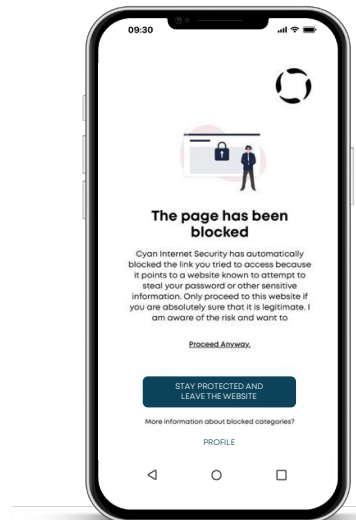 09:30
The page has been
blocked
Cyan Internet Security has automatically
blocked the link you tried to access because
it points to a website known to attempt to
steal your password or other sensitive
information. Only proceed to this website if
you are absolutely sure that it is legitimate. I
am aware of the risk and want to
Proceed Anyway.
STAY PROTECTED AND
LEAVE THE WEBSITE
More information about blocked categories?
PROFILE